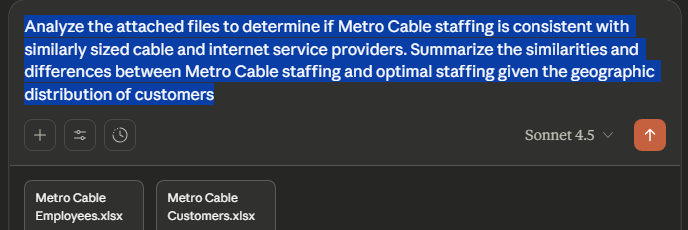 Analyze the attached files to determine if Metro Cable staffing is consistent with
similarly sized cable and internet service providers. Summarize the similarities and
differences between Metro Cable staffing and optimal staffing given the geographic
distribution of customers
Sonnet 4.5
Metro Cable
Employees.xlsx
Metro Cable
Customers.xlsx